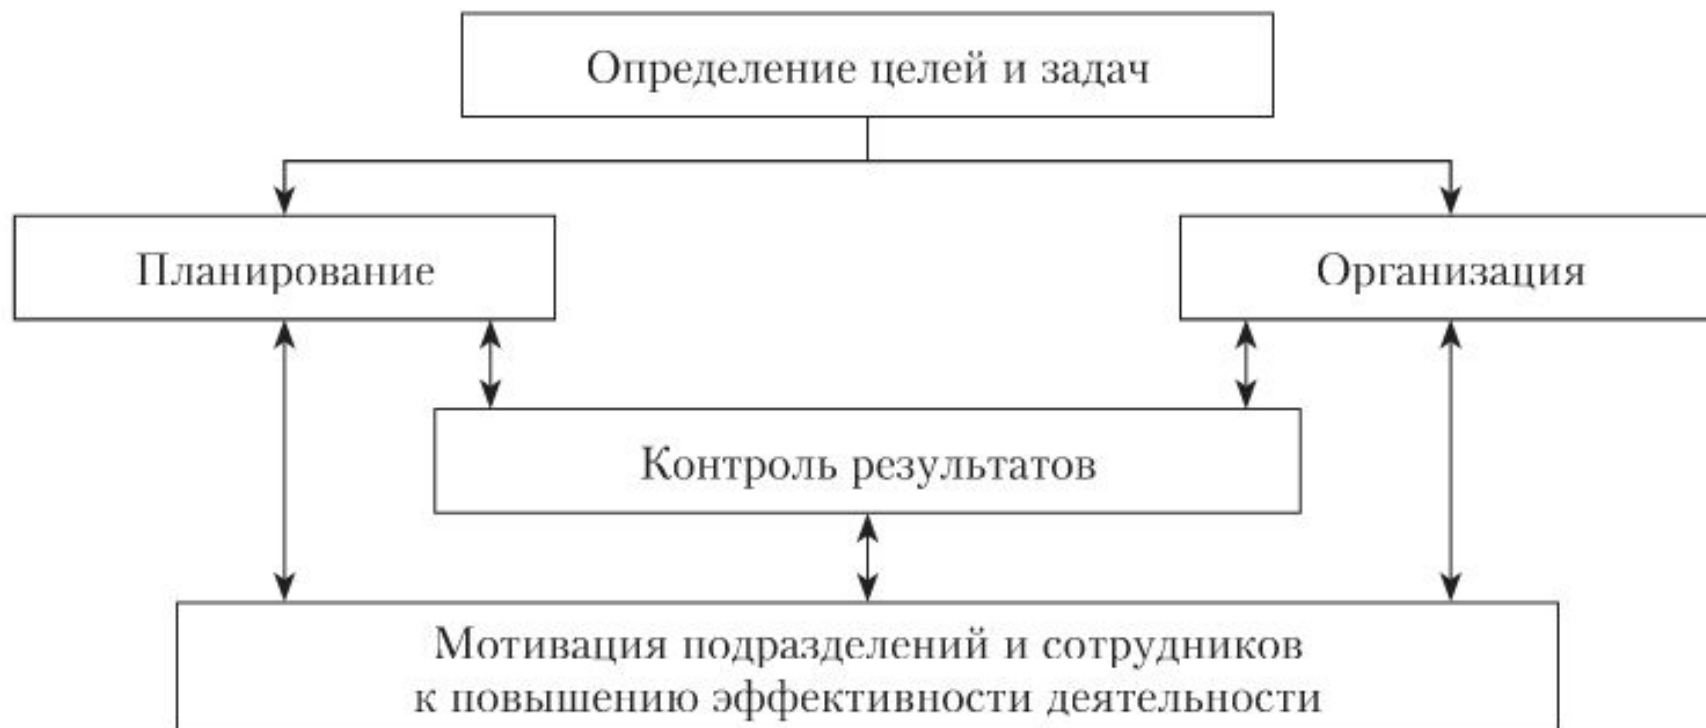 Определение целей и задач
Планирование
Организация
Контроль результатов
Мотивация подразделений и сотрудников
к повышению эффективности деятельности